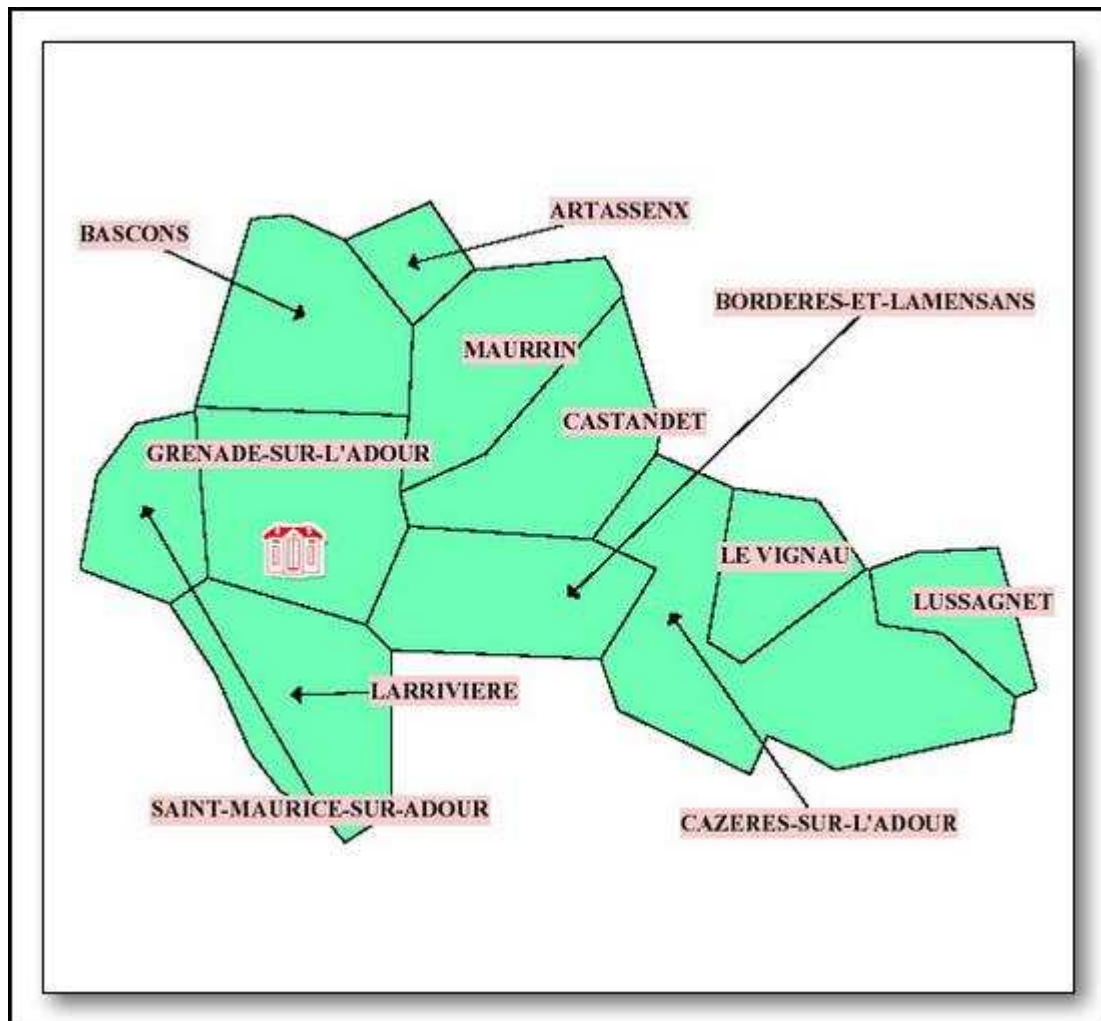 ARTASSENX
BASCONS
BORDERES-ET-LAMENSANS
MAURRIN
CASTANDET
GRENADE-SUR-L'ADOUR
LE VIGNAU
LUSSAGNET
LARRIVIERE
SAINT-MAURICE-SUR-ADOUR
CAZERES-SUR-L'ADOUR